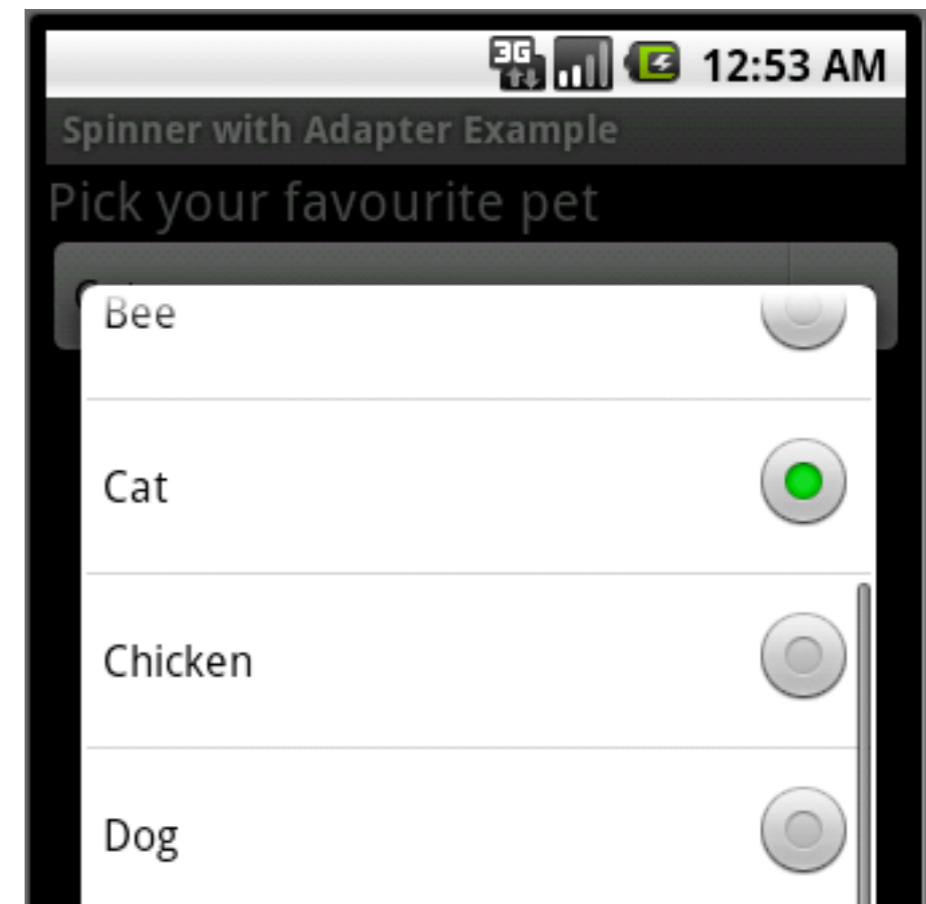 3G 12:53 AM
Spinner with Adapter Example
Pick your favourite pet
Bee
Cat
Chicken
Dog